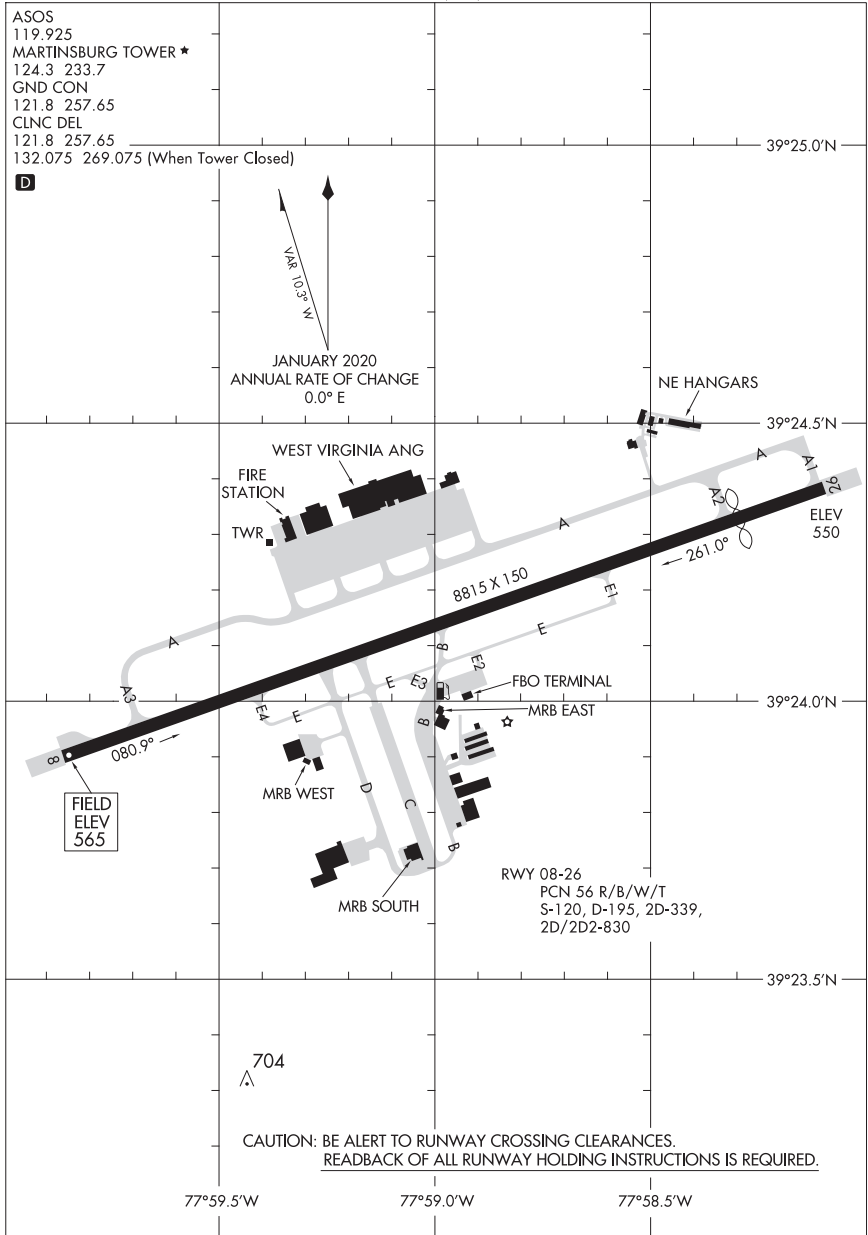 ASOS
119.925
MARTINSBURG TOWER ★
124.3 233.7
GND CON
121.8 257.65
CLNC DEL
121.8 257.65
132.075 269.075 (When Tower Closed)
D
39°25.0'N
VAR 10.3° W
JANUARY 2020
ANNUAL RATE OF CHANGE
0.0° E
NE HANGARS
39°24.5'N
WEST VIRGINIA ANG
FIRE
STATION
TWR
A
A1
A2
26
ELEV
550
A
261.0°
8815 X 150
E1
A
E
B
E2
E3
E
FBO TERMINAL
A3
39°24.0'N
MRB EAST
E4
E
B
080.9°
8
MRB WEST
D
C
FIELD
ELEV
565
B
MRB SOUTH
RWY 08-26
PCN 56 R/B/W/T
S-120, D-195, 2D-339,
2D/2D2-830
39°23.5'N
704
CAUTION: BE ALERT TO RUNWAY CROSSING CLEARANCES.
READBACK OF ALL RUNWAY HOLDING INSTRUCTIONS IS REQUIRED.
77°59.5'W
77°59.0'W
77°58.5'W